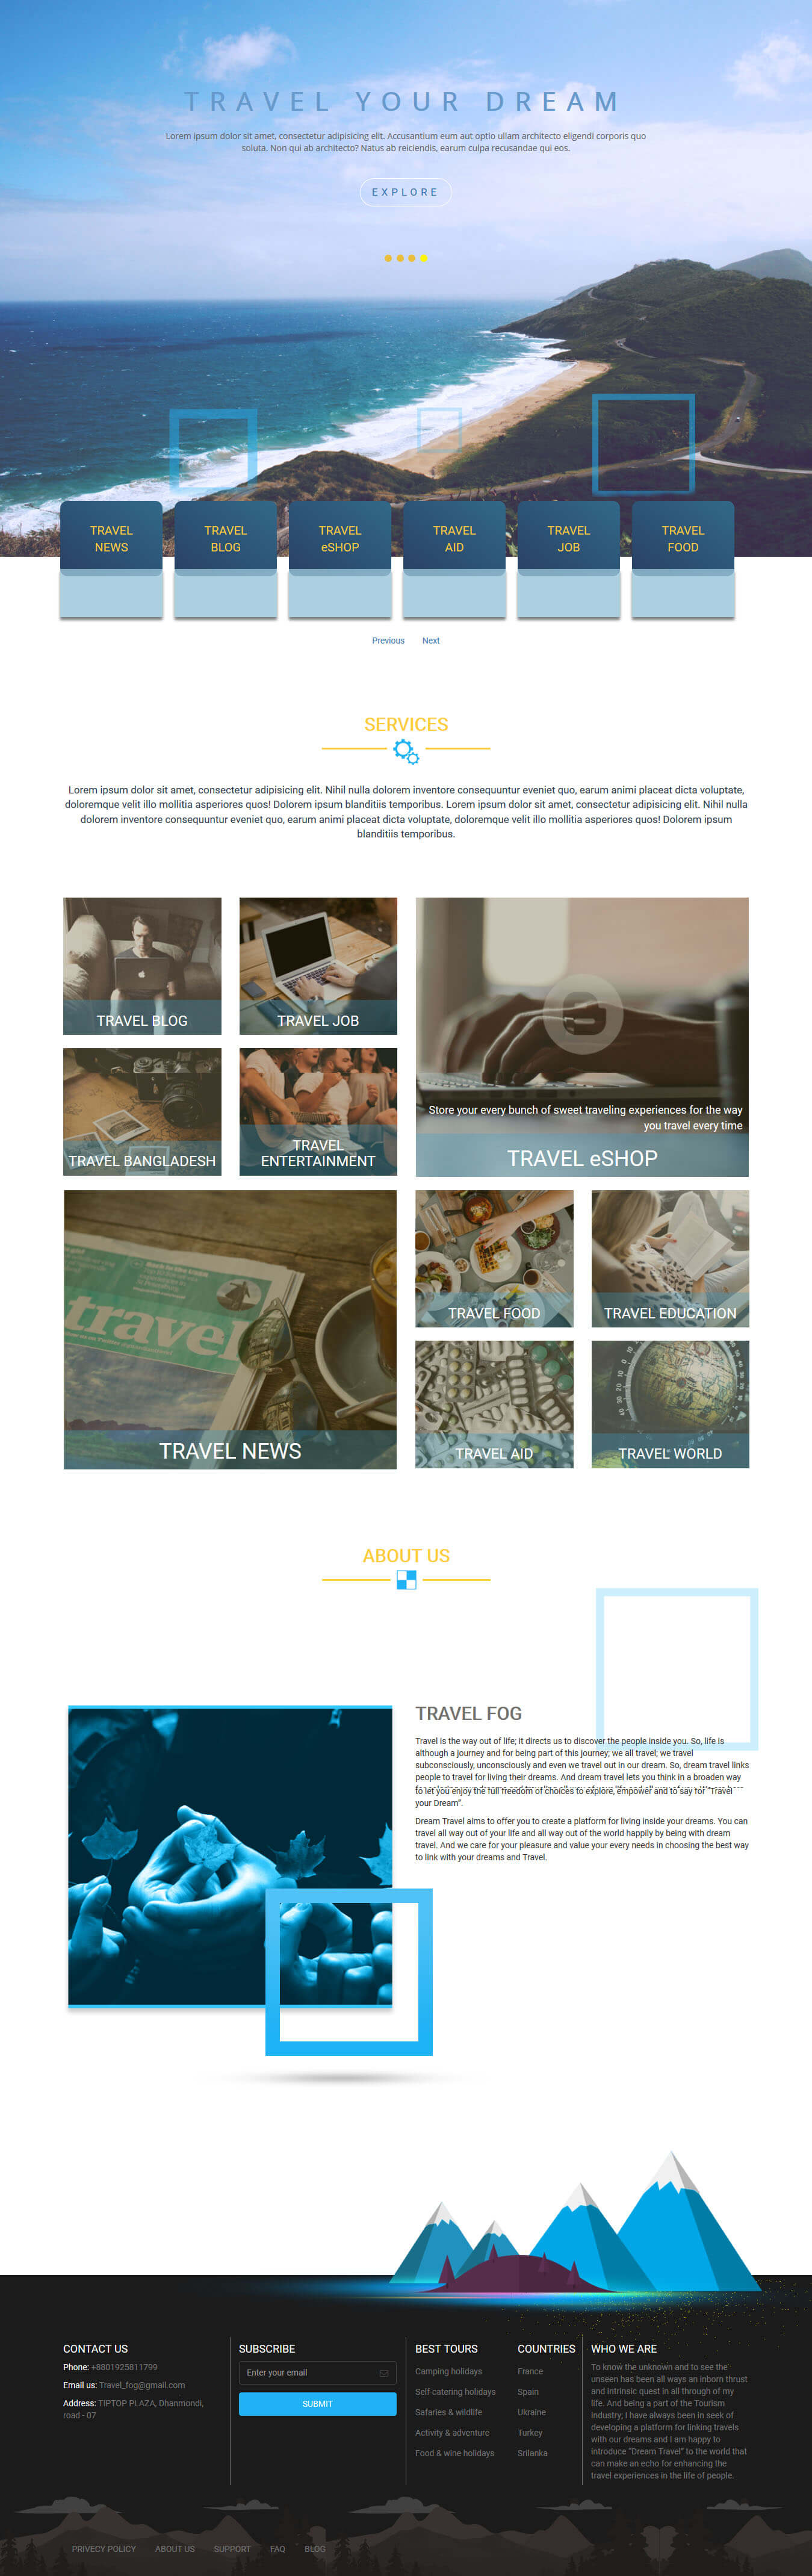 TRAVEL YOUR DREAM
Lorem ipsum dolor sit amet, consectetur adipisicing elit. Accusantium eum aut optio ullam architecto eligendi corporis quo
soluta. Non qui ab architecto? Natus ab reiciendis, earum culpa recusandae qui eos.
EXPLORE
TRAVEL
NEWS
TRAVEL
BLOG
TRAVEL
eSHOP
TRAVEL
AID
TRAVEL
JOB
TRAVEL
FOOD
Previous Next
SERVICES
Lorem ipsum dolor sit amet, consectetur adipisicing elit. Nihil nulla dolorem inventore consequuntur eveniet quo, earum animi placeat dicta voluptate,
doloremque velit illo mollitia asperiores quos! Dolorem ipsum blanditiis temporibus. Lorem ipsum dolor sit amet, consectetur adipisicing elit. Nihil nulla
dolorem inventore consequuntur eveniet quo, earum animi placeat dicta voluptate, doloremque velit illo mollitia asperiores quos! Dolorem ipsum
blanditiis temporibus.
TRAVEL BLOG
TRAVEL JOB
TRAVEL BANGLADESH
TRAVEL
ENTERTAINMENT
Store your every bunch of sweet traveling experiences for the way
you travel every time
TRAVEL eSHOP
travel
TRAVEL NEWS
TRAVEL FOOD
TRAVEL EDUCATION
TRAVEL AID
TRAVEL WORLD
ABOUT US
TRAVEL FOG
Travel is the way out of life; it directs us to discover the people inside you. So, life is
although a journey and for being part of this journey; we all travel; we travel
subconsciously, unconsciously and even we travel out in our dream. So, dream travel links
people to travel for living their dreams. And dream travel lets you think in a broaden way
to let you enjoy the full freedom of choices to explore, empower and to say for "Travel
your Dream".
Dream Travel aims to offer you to create a platform for living inside your dreams. You can
travel all way out of your life and all way out of the world happily by being with dream
travel. And we care for your pleasure and value your every needs in choosing the best way
to link with your dreams and Travel.
CONTACT US
Phone: +8801925811799
Email us: Travel_fog@gmail.com
Address: TIPTOP PLAZA, Dhanmondi,
road - 07
SUBSCRIBE
Enter your email
SUBMIT
BEST TOURS
Camping holidays
Self-catering holidays
Safaries & wildlife
Activity & adventure
Food & wine holidays
COUNTRIES
France
Spain
Ukraine
Turkey
Srilanka
WHO WE ARE
To know the unknown and to see the
unseen has been all ways an inborn thrust
and intrinsic quest in all through of my
life. And being a part of the Tourism
industry; I have always been in seek of
developing a platform for linking travels
with our dreams and I am happy to
introduce "Dream Travel" to the world that
can make an echo for enhancing the
travel experiences in the life of people.
PRIVECY POLICY ABOUT US SUPPORT FAQ BLOG